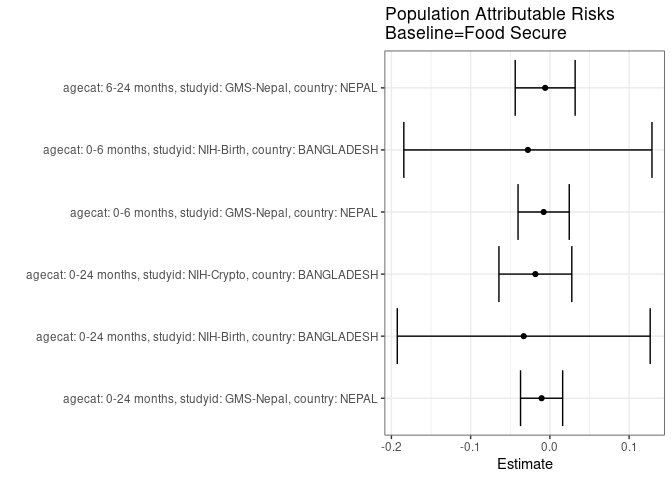 Population Attributable Risks
Baseline=Food Secure
agecat: 6-24 months, studyid: GMS-Nepal, country: NEPAL
agecat: 0-6 months, studyid: NIH-Birth, country: BANGLADESH
agecat: 0-6 months, studyid: GMS-Nepal, country: NEPAL
agecat: 0-24 months, studyid: NIH-Crypto, country: BANGLADESH
agecat: 0-24 months, studyid: NIH-Birth, country: BANGLADESH
agecat: 0-24 months, studyid: GMS-Nepal, country: NEPAL
-0.2 -0.1 0.0 0.1
Estimate